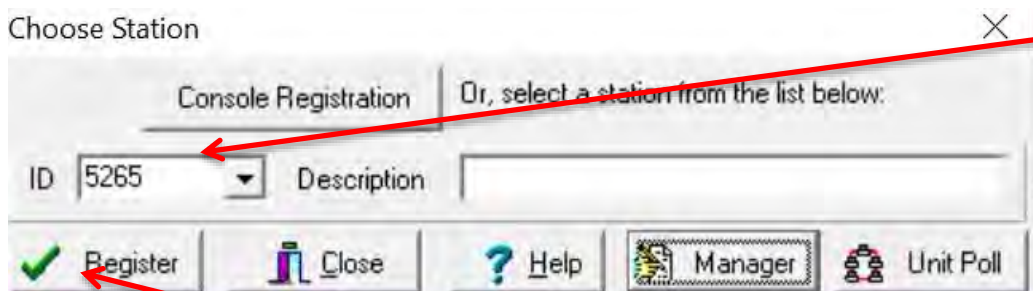 Choose Station
Console Registration Or, select a station from the list below:
ID 5265 Description
Register Close Help Manager Unit Poll